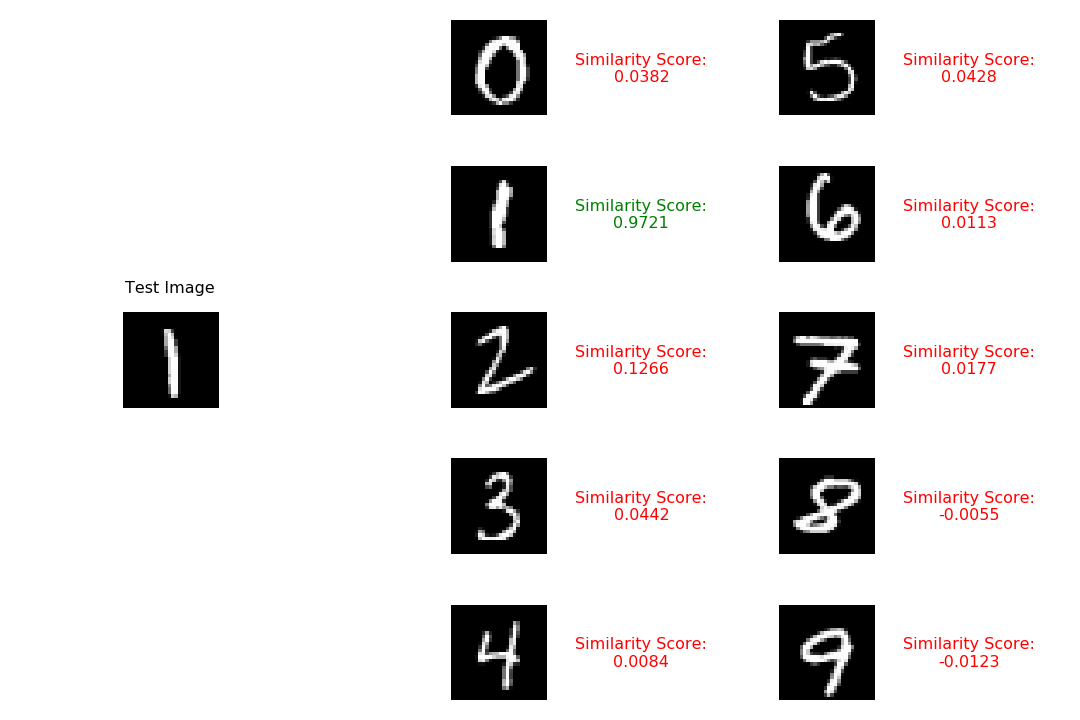 0
Similarity Score:
0.0382
5
Similarity Score:
0.0428
1
Similarity Score:
0.9721
6
Similarity Score:
0.0113
Test Image
1
2
Similarity Score:
0.1266
7
Similarity Score:
0.0177
3
Similarity Score:
0.0442
8
Similarity Score:
-0.0055
4
Similarity Score:
0.0084
9
Similarity Score:
-0.0123